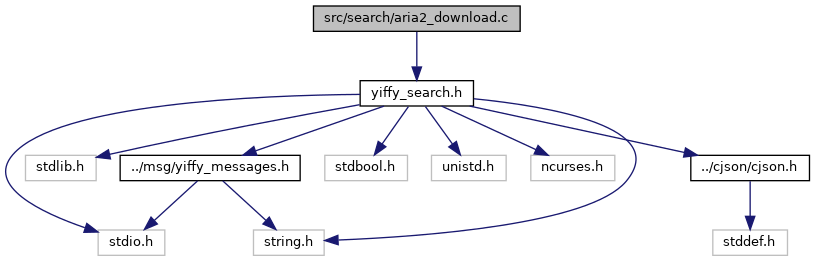 src/search/aria2_download.c
yiffy_search.h
stdlib.h
../msg/yiffy_messages.h
stdbool.h
unistd.h
ncurses.h
../cjson/cjson.h
stdio.h
string.h
stddef.h